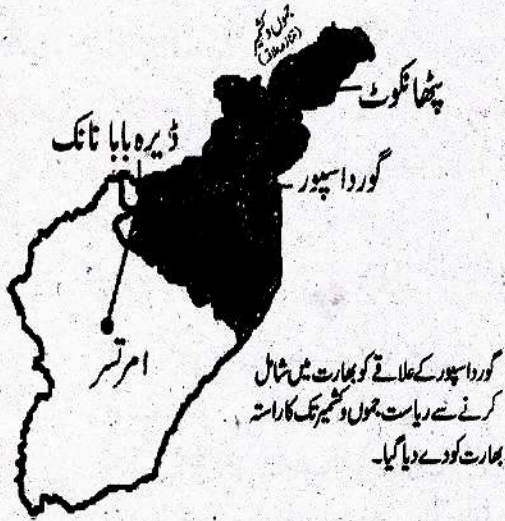 جموں و کشمیر
(متنازعہ علاقہ)
پٹھانکوٹ
ڈیرہ بابا نانک
گورداسپور
امرتسر
گورداسپور کے علاقے کو بھارت میں شامل
کرنے سے ریاست جموں و کشمیر تک کا راستہ
بھارت کو دے دیا گیا۔